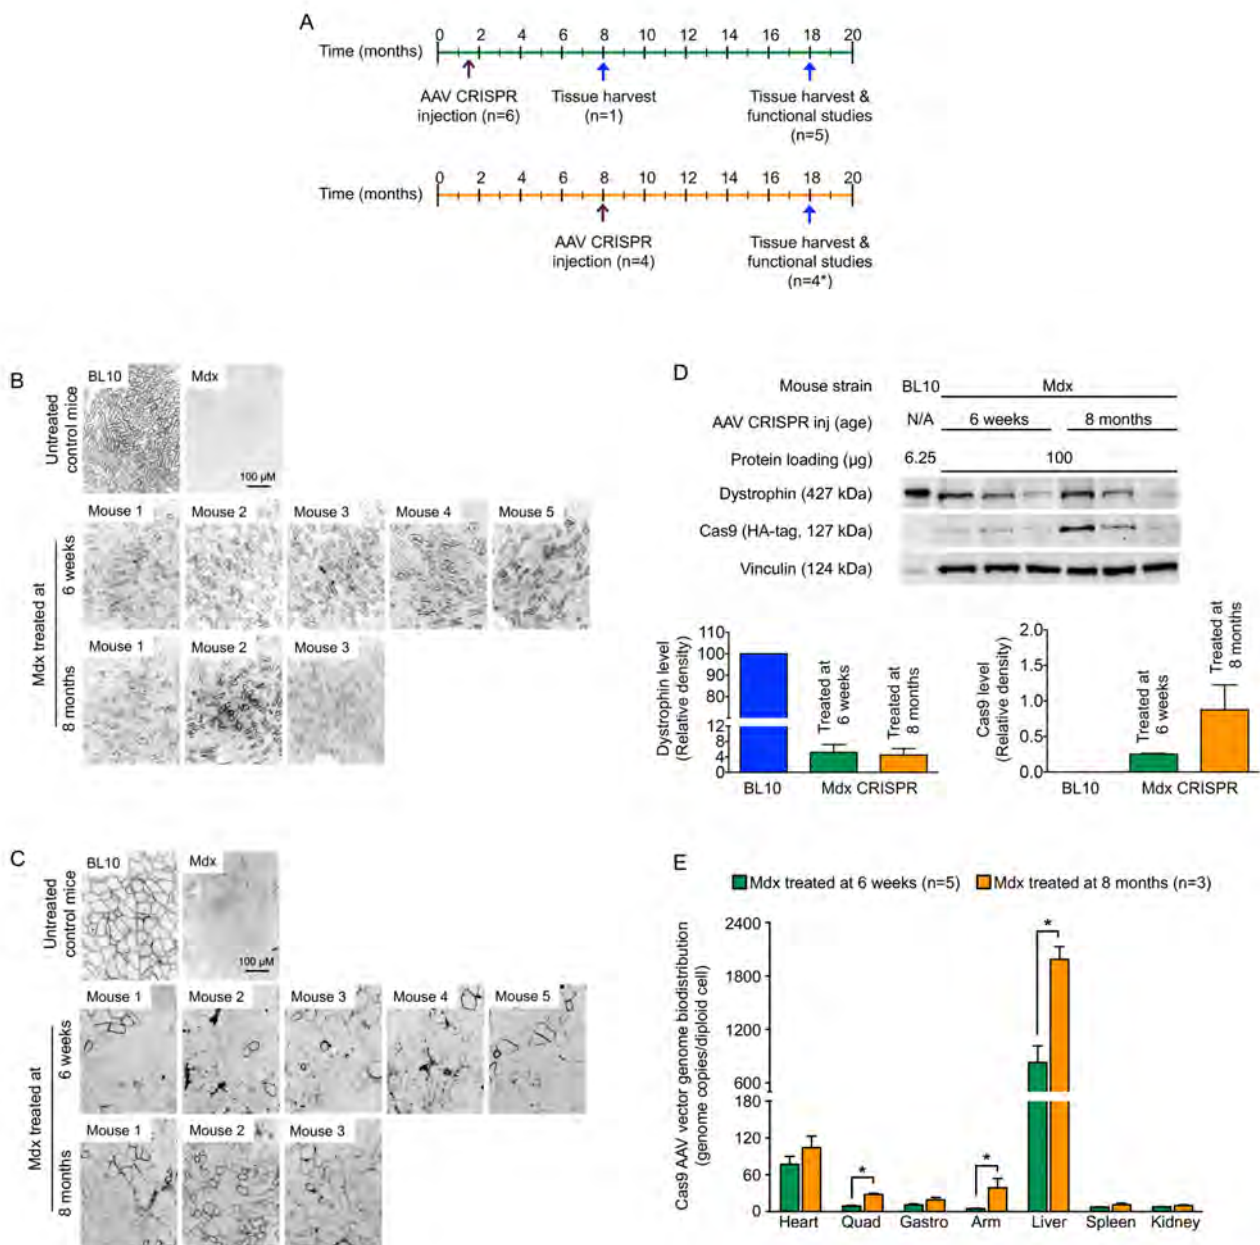 A
Time (months)
0 2 4 6 8 10 12 14 16 18 20
AAV CRISPR
injection (n=6)
Tissue harvest
(n=1)
Tissue harvest &
functional studies
(n=5)
Time (months)
0 2 4 6 8 10 12 14 16 18 20
AAV CRISPR
injection (n=4)
Tissue harvest &
functional studies
(n=4*)
B
Untreated
control mice
BL10
Mdx
100 µM
Mdx treated at
6 weeks
Mouse 1
Mouse 2
Mouse 3
Mouse 4
Mouse 5
8 months
Mouse 1
Mouse 2
Mouse 3
C
Untreated
control mice
BL10
Mdx
100 µM
Mdx treated at
6 weeks
Mouse 1
Mouse 2
Mouse 3
Mouse 4
Mouse 5
8 months
Mouse 1
Mouse 2
Mouse 3
D
Mouse strain BL10 Mdx
AAV CRISPR inj (age) N/A 6 weeks 8 months
Protein loading (µg) 6.25 100
Dystrophin (427 kDa)
Cas9 (HA-tag, 127 kDa)
Vinculin (124 kDa)
Dystrophin level
(Relative density)
110
100
90
80
12
8
4
0
Treated at
6 weeks
Treated at
8 months
BL10 Mdx CRISPR
Cas9 level
(Relative density)
2.0
1.5
1.0
0.5
0.0
Treated at
6 weeks
Treated at
8 months
BL10 Mdx CRISPR
E
Mdx treated at 6 weeks (n=5) Mdx treated at 8 months (n=3)
Cas9 AAV vector genome biodistribution
(genome copies/diploid cell)
2400
1800
1200
600
180
120
60
0
* * *
Heart Quad Gastro Arm Liver Spleen Kidney